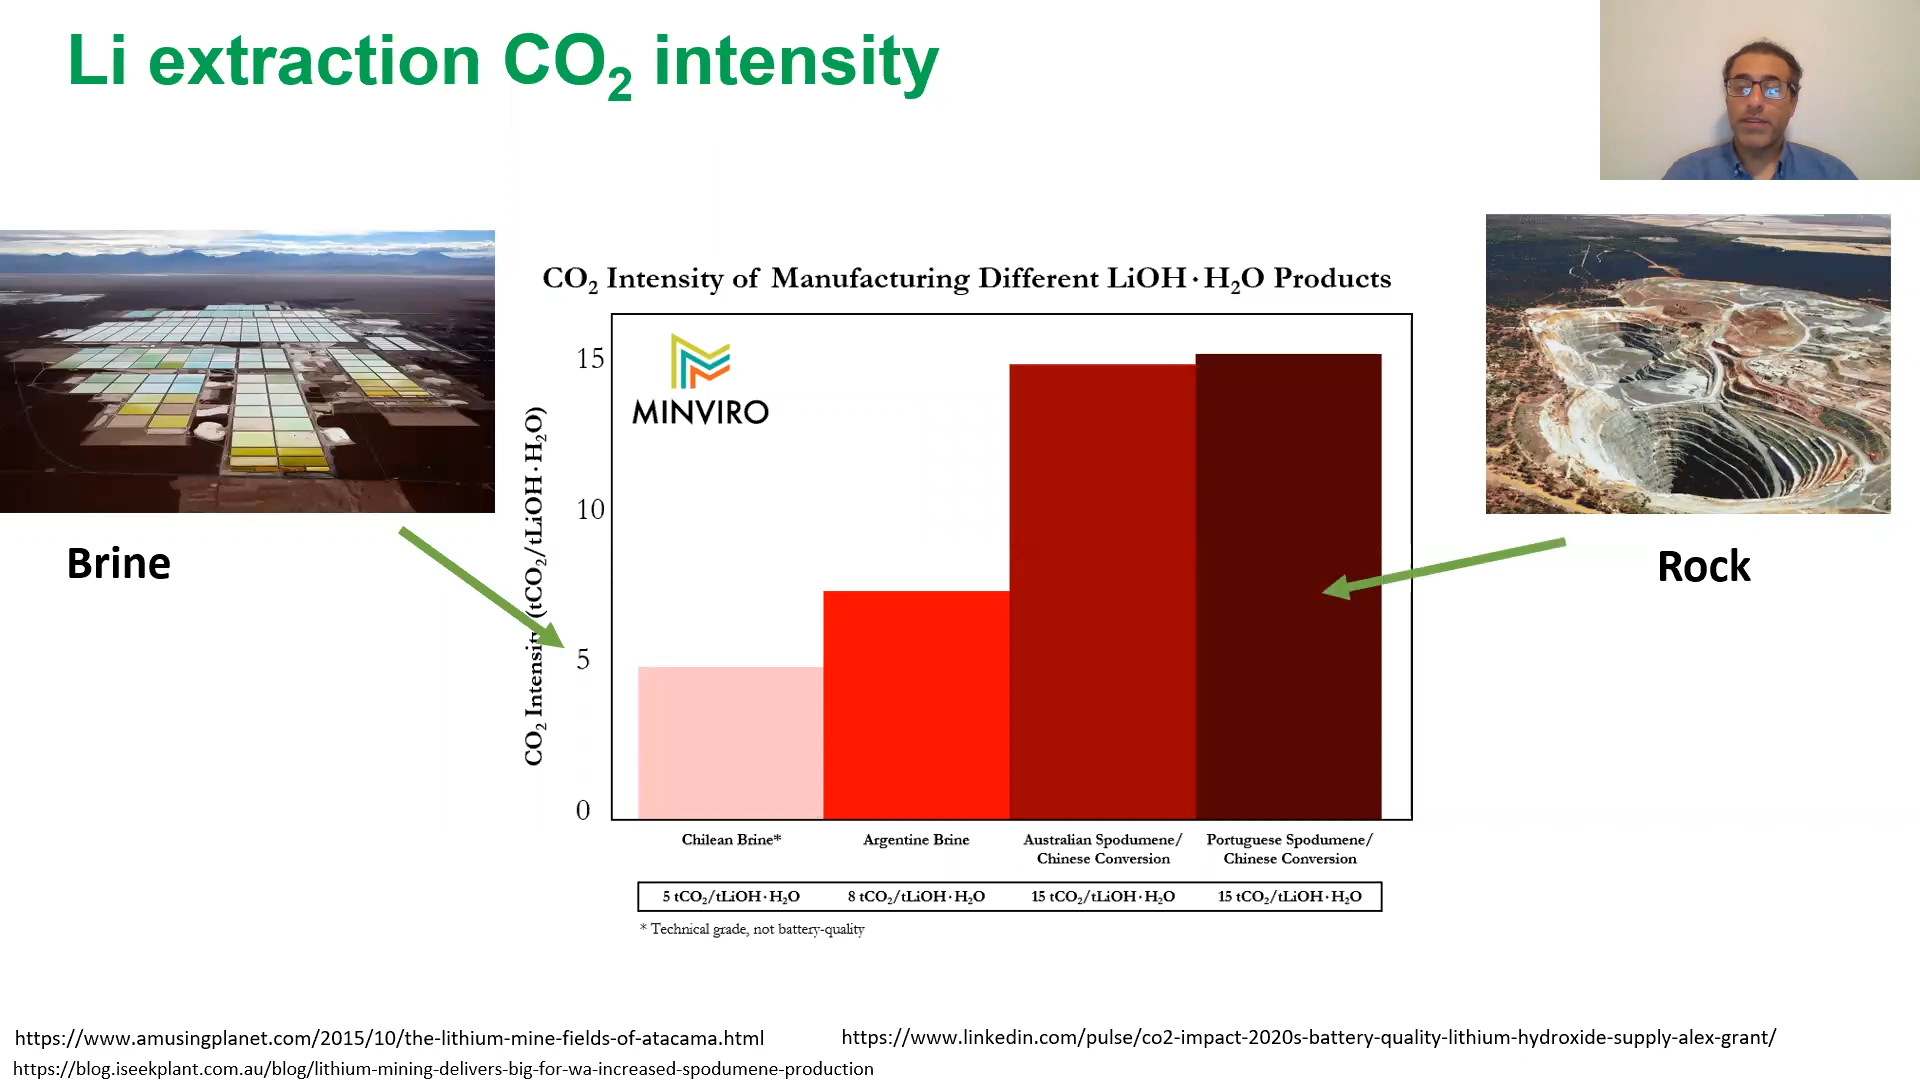 Li extraction CO₂ intensity
Brine
Rock
CO₂ Intensity of Manufacturing Different LiOH·H₂O Products
MINVIRO
CO₂ Intensity (tCO₂/tLiOH·H₂O)
15
10
5
0
Chilean Brine*
Argentine Brine
Australian Spodumene/
Chinese Conversion
Portuguese Spodumene/
Chinese Conversion
5 tCO₂/tLiOH·H₂O
8 tCO₂/tLiOH·H₂O
15 tCO₂/tLiOH·H₂O
15 tCO₂/tLiOH·H₂O
* Technical grade, not battery-quality
https://www.amusingplanet.com/2015/10/the-lithium-mine-fields-of-atacama.html
https://www.linkedin.com/pulse/co2-impact-2020s-battery-quality-lithium-hydroxide-supply-alex-grant/
https://blog.iseekplant.com.au/blog/lithium-mining-delivers-big-for-wa-increased-spodumene-production